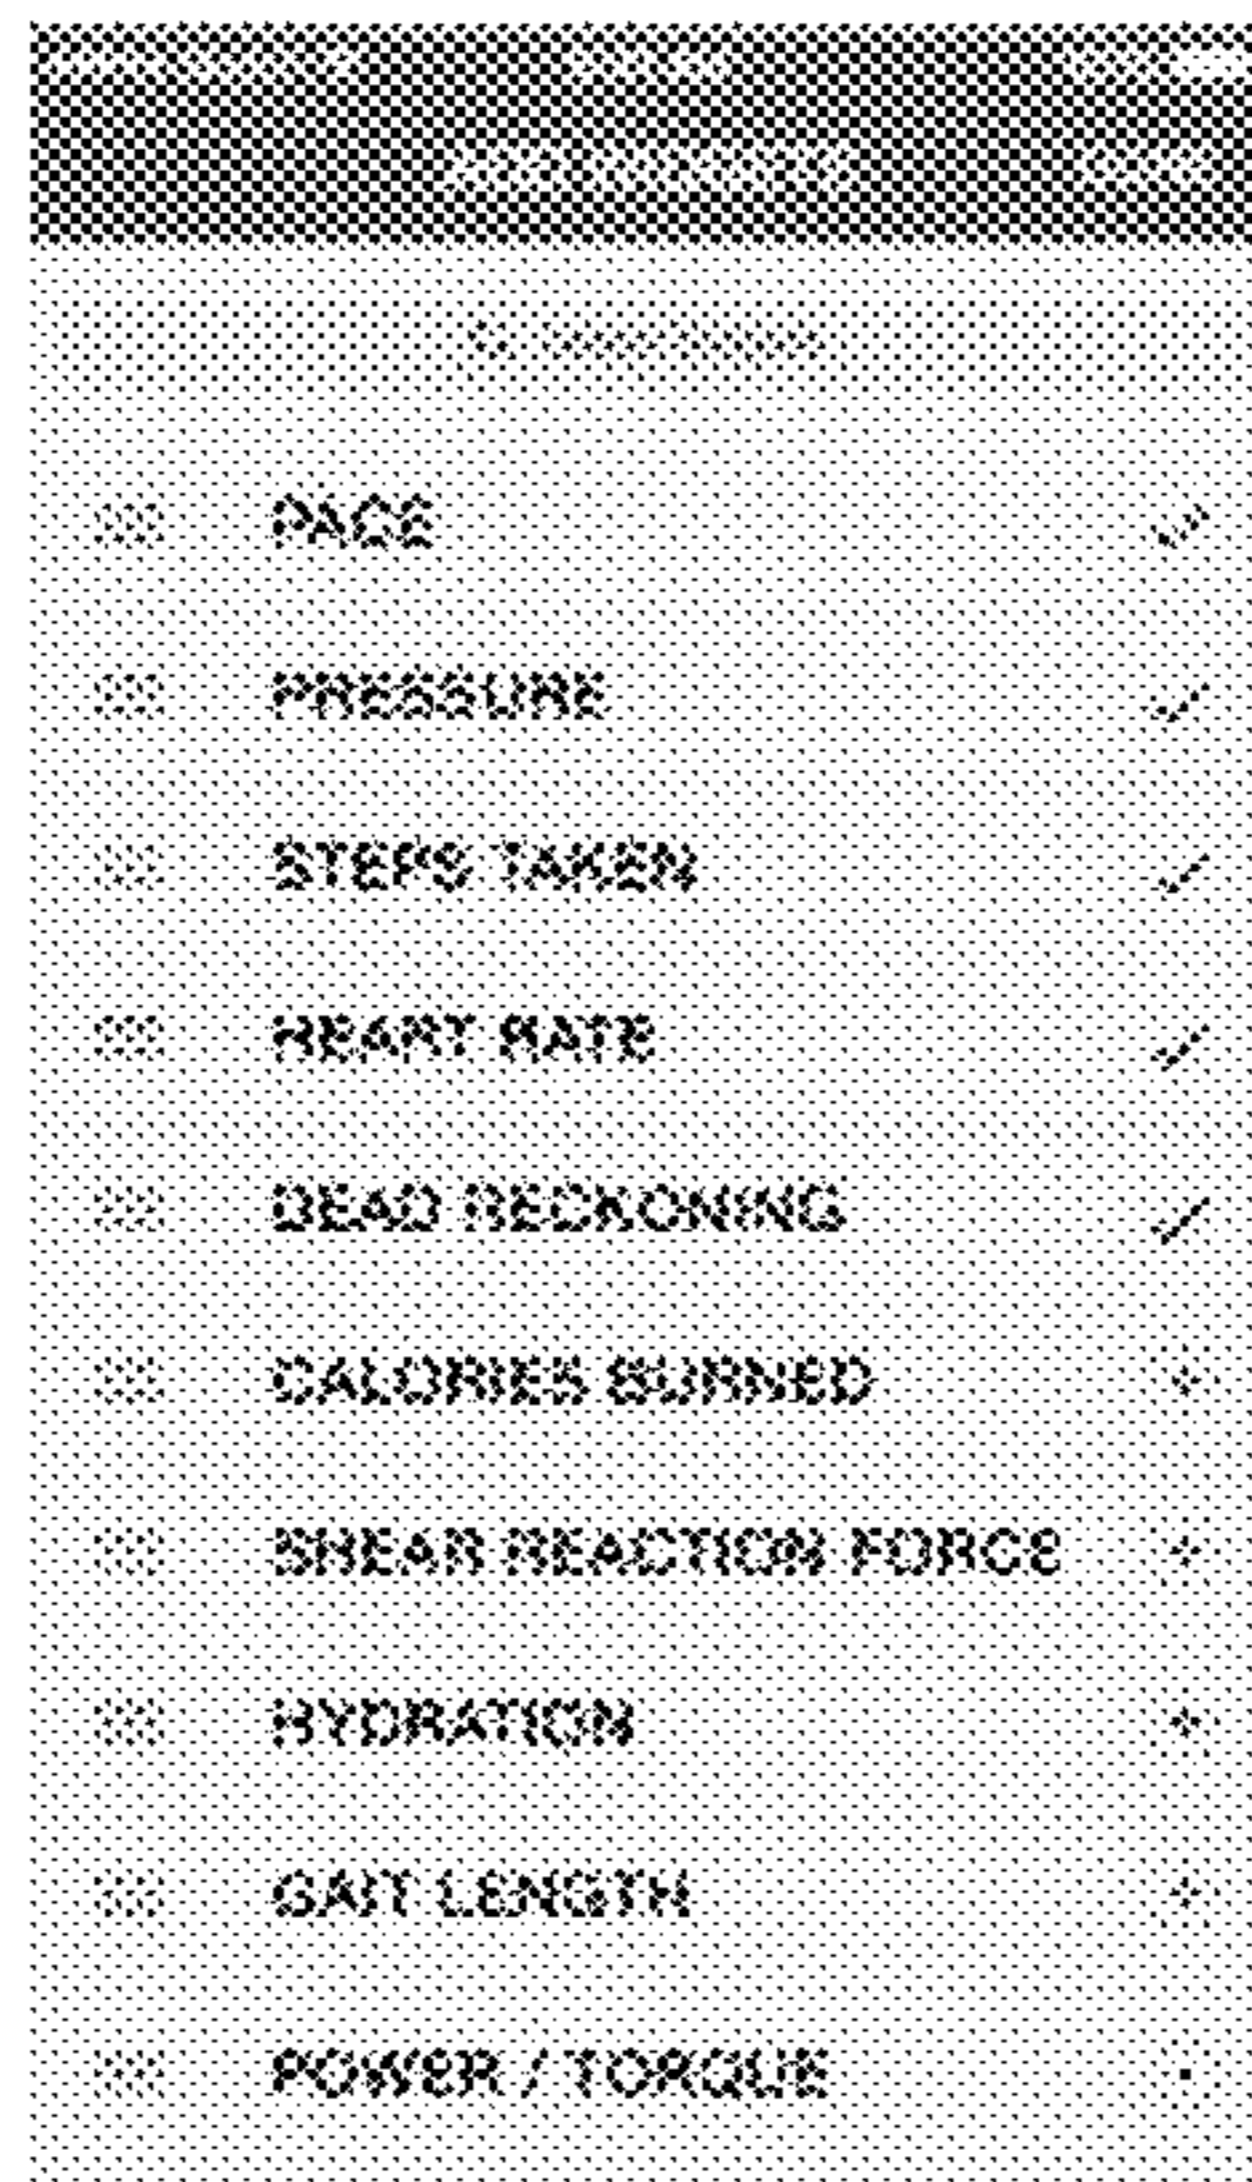 PACE
PRESSURE
STEPS TAKEN
HEART RATE
DEAD RECKONING
CALORIES BURNED
SHEAR REACTION FORCE
HYDRATION
GAIT LENGTH
POWER / TORQUE